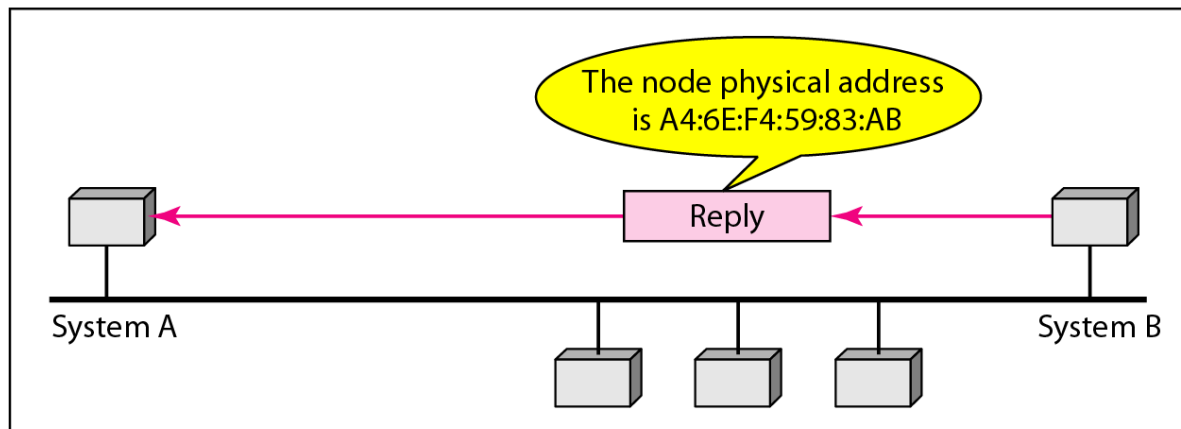 The node physical address
is A4:6E:F4:59:83:AB
Reply
System A
System B